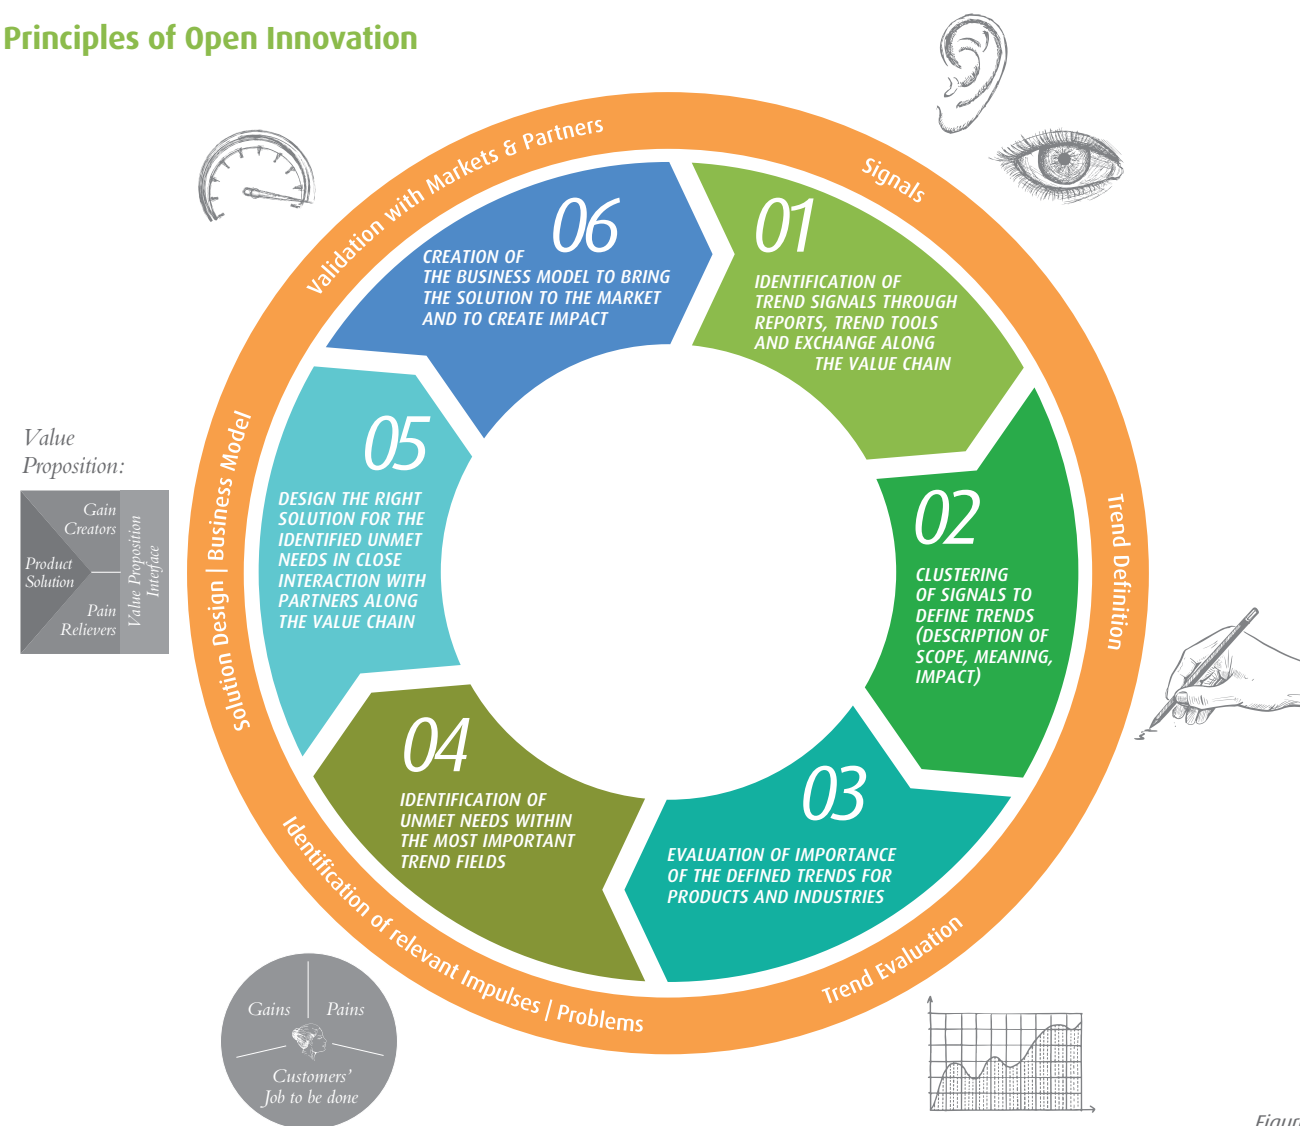 Principles of Open Innovation
Signals
01
IDENTIFICATION OF
TREND SIGNALS THROUGH
REPORTS, TREND TOOLS
AND EXCHANGE ALONG
THE VALUE CHAIN
Trend Definition
02
CLUSTERING
OF SIGNALS TO
DEFINE TRENDS
(DESCRIPTION OF
SCOPE, MEANING,
IMPACT)
Trend Evaluation
03
EVALUATION OF IMPORTANCE
OF THE DEFINED TRENDS FOR
PRODUCTS AND INDUSTRIES
Identification of relevant Impulses | Problems
04
IDENTIFICATION OF
UNMET NEEDS WITHIN
THE MOST IMPORTANT
TREND FIELDS
Gains
Pains
Customers'
Job to be done
Solution Design | Business Model
05
DESIGN THE RIGHT
SOLUTION FOR THE
IDENTIFIED UNMET
NEEDS IN CLOSE
INTERACTION WITH
PARTNERS ALONG
THE VALUE CHAIN
Value
Proposition:
Gain
Creators
Product
Solution
Pain
Relievers
Value Proposition
Interface
Validation with Markets & Partners
06
CREATION OF
THE BUSINESS MODEL TO BRING
THE SOLUTION TO THE MARKET
AND TO CREATE IMPACT